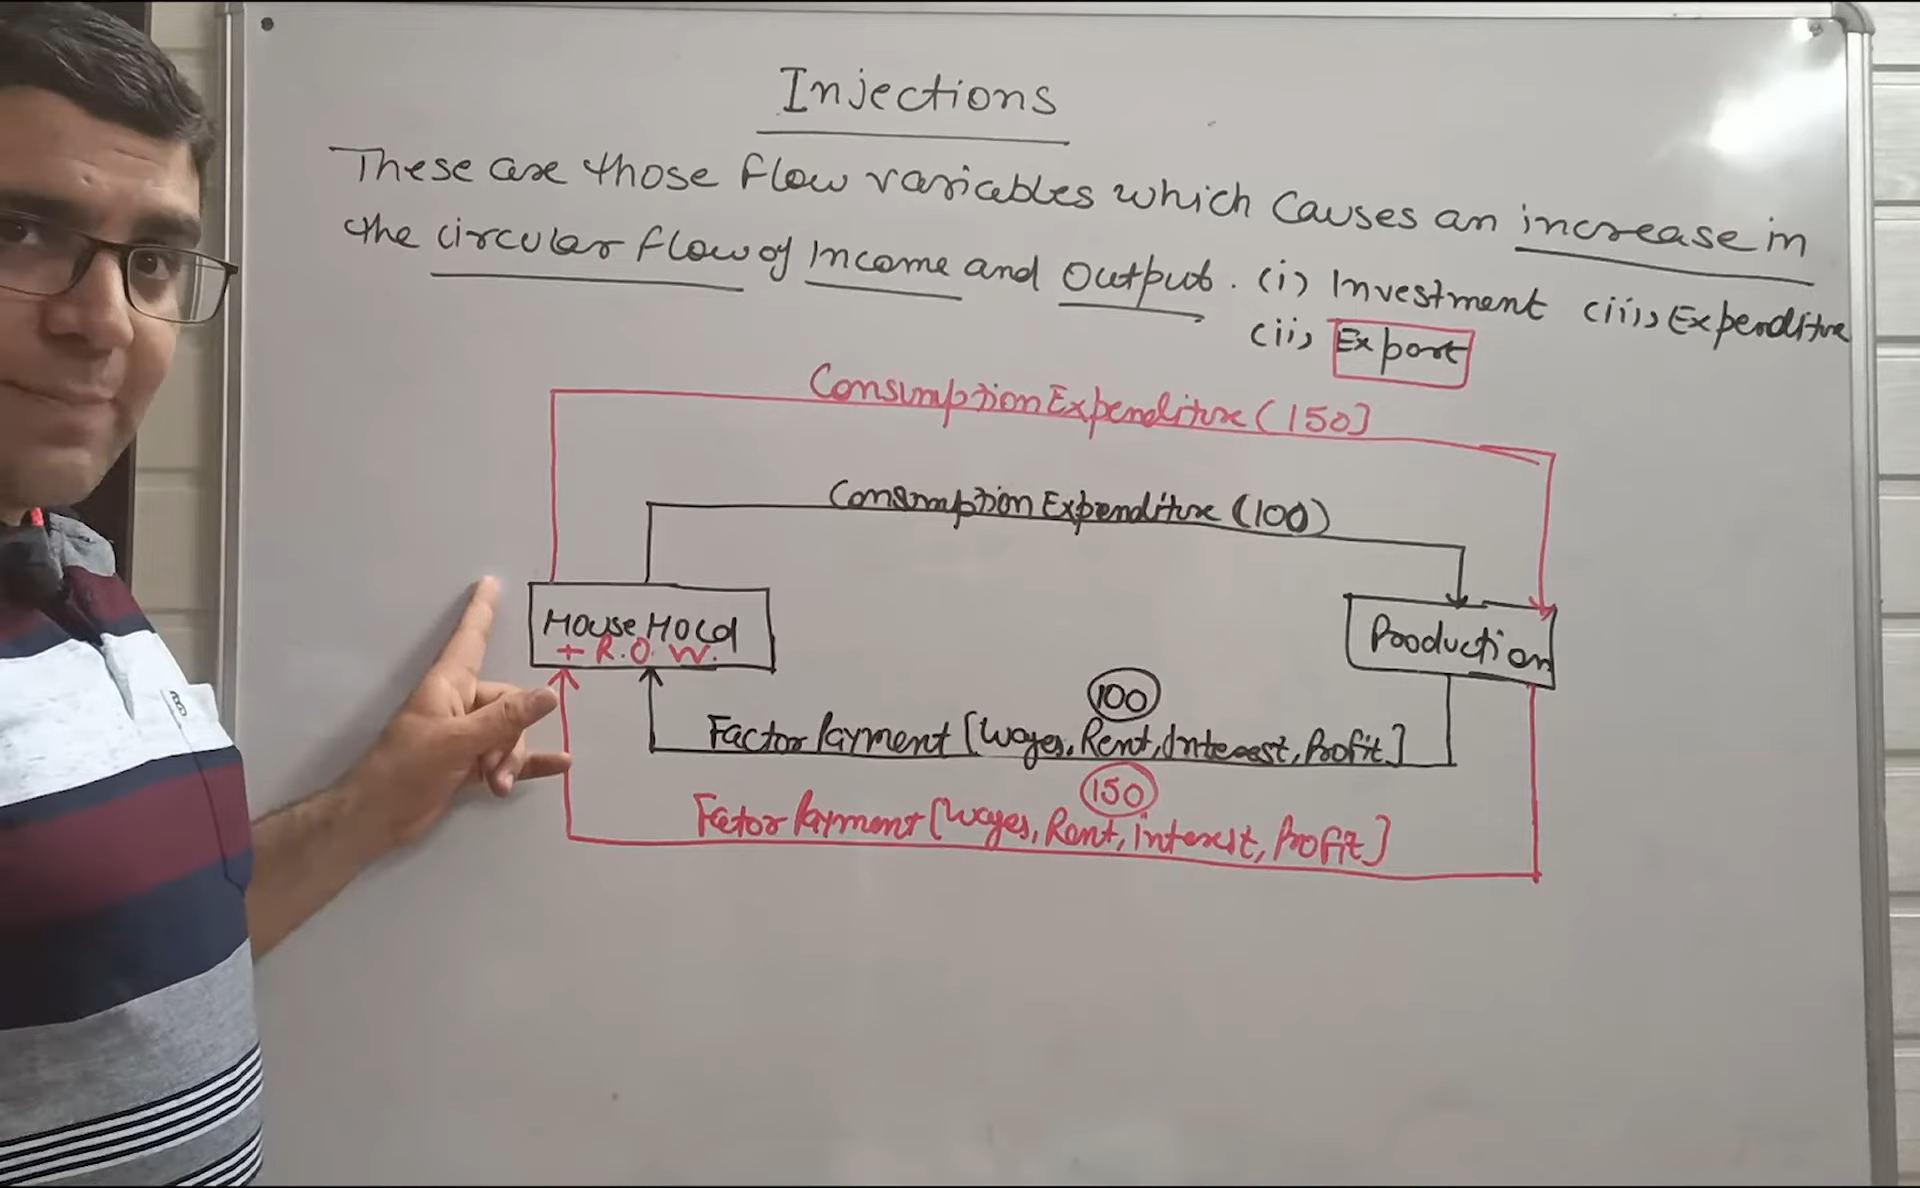 Injections
These are those flow variables which causes an increase in
the circular flow of Income and Output. (i) Investment (iii) Expenditure
(ii) Export
Consumption Expenditure (150)
Consumption Expenditure (100)
House Hold
+ R.O.W.
Production
100
Factor Payment [Wages, Rent, Interest, Profit]
150
Factor Payment [Wages, Rent, Interest, Profit]